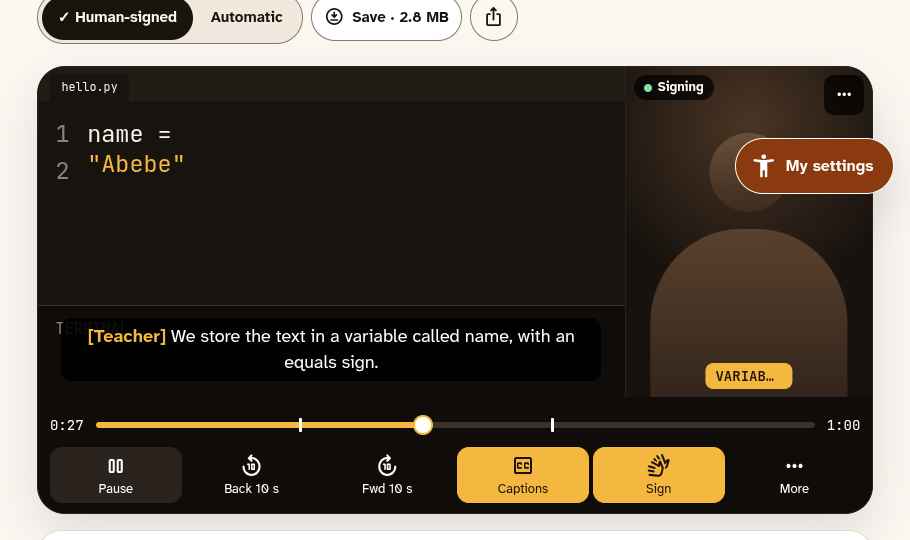 ✓ Human-signed
Automatic
Save · 2.8 MB
hello.py
Signing
1 name =
2 "Abebe"
My settings
[Teacher] We store the text in a variable called name, with an
equals sign.
VARIAB…
0:27
1:00
Pause
Back 10 s
Fwd 10 s
Captions
Sign
More